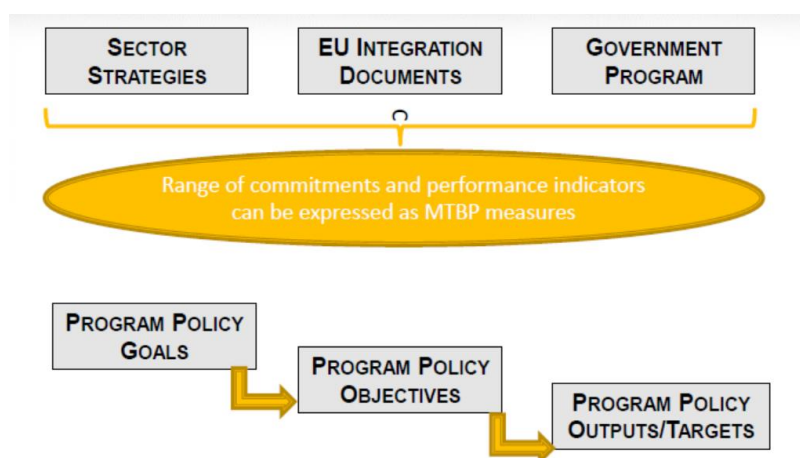 SECTOR
STRATEGIES
EU INTEGRATION
DOCUMENTS
GOVERNMENT
PROGRAM
C
Range of commitments and performance indicators
can be expressed as MTBP measures
PROGRAM POLICY
GOALS
PROGRAM POLICY
OBJECTIVES
PROGRAM POLICY
OUTPUTS/TARGETS